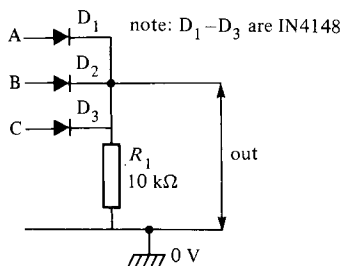 D₁ note: D₁–D₃ are IN4148
A
D₂
B
D₃
C
R₁
10 kΩ
out
0 V